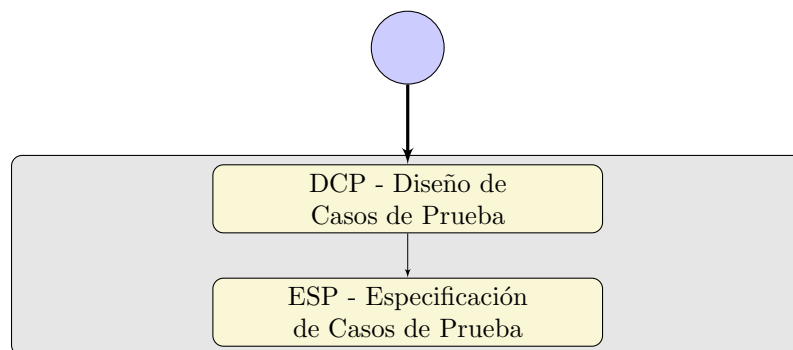 DCP - Diseño de
Casos de Prueba
ESP - Especificación
de Casos de Prueba